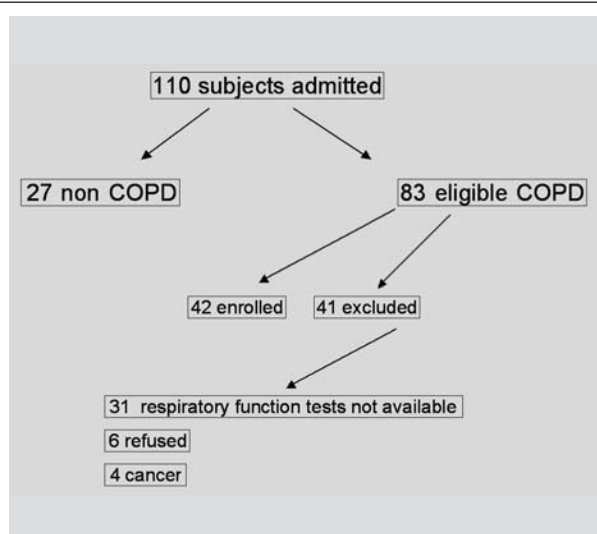 110 subjects admitted
27 non COPD
83 eligible COPD
42 enrolled
41 excluded
31 respiratory function tests not available
6 refused
4 cancer